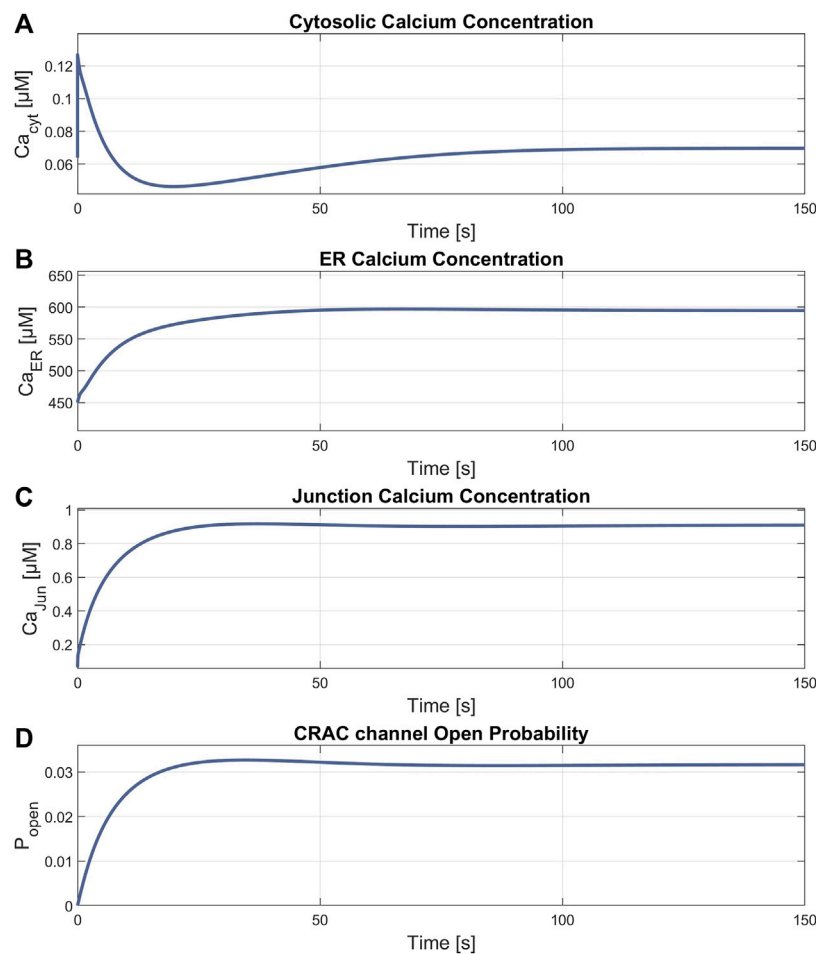 A
Cytosolic Calcium Concentration
Ca_cyt [µM]
0.12
0.1
0.08
0.06
0 50 100 150
Time [s]
B
ER Calcium Concentration
Ca_ER [µM]
650
600
550
500
450
0 50 100 150
Time [s]
C
Junction Calcium Concentration
Ca_Jun [µM]
1
0.8
0.6
0.4
0.2
0 50 100 150
Time [s]
D
CRAC channel Open Probability
P_open
0.03
0.02
0.01
0
0 50 100 150
Time [s]